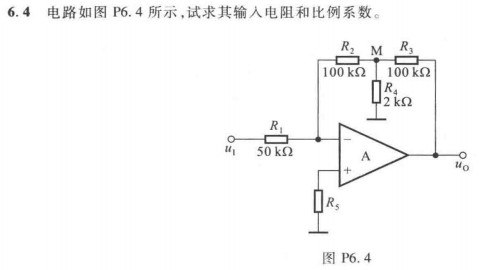 6.4 电路如图 P6.4 所示,试求其输入电阻和比例系数。
R₂ M R₃
100 kΩ 100 kΩ
R₄
2 kΩ
R₁
u_I 50 kΩ
A
− +
u_O
R₅
图 P6.4